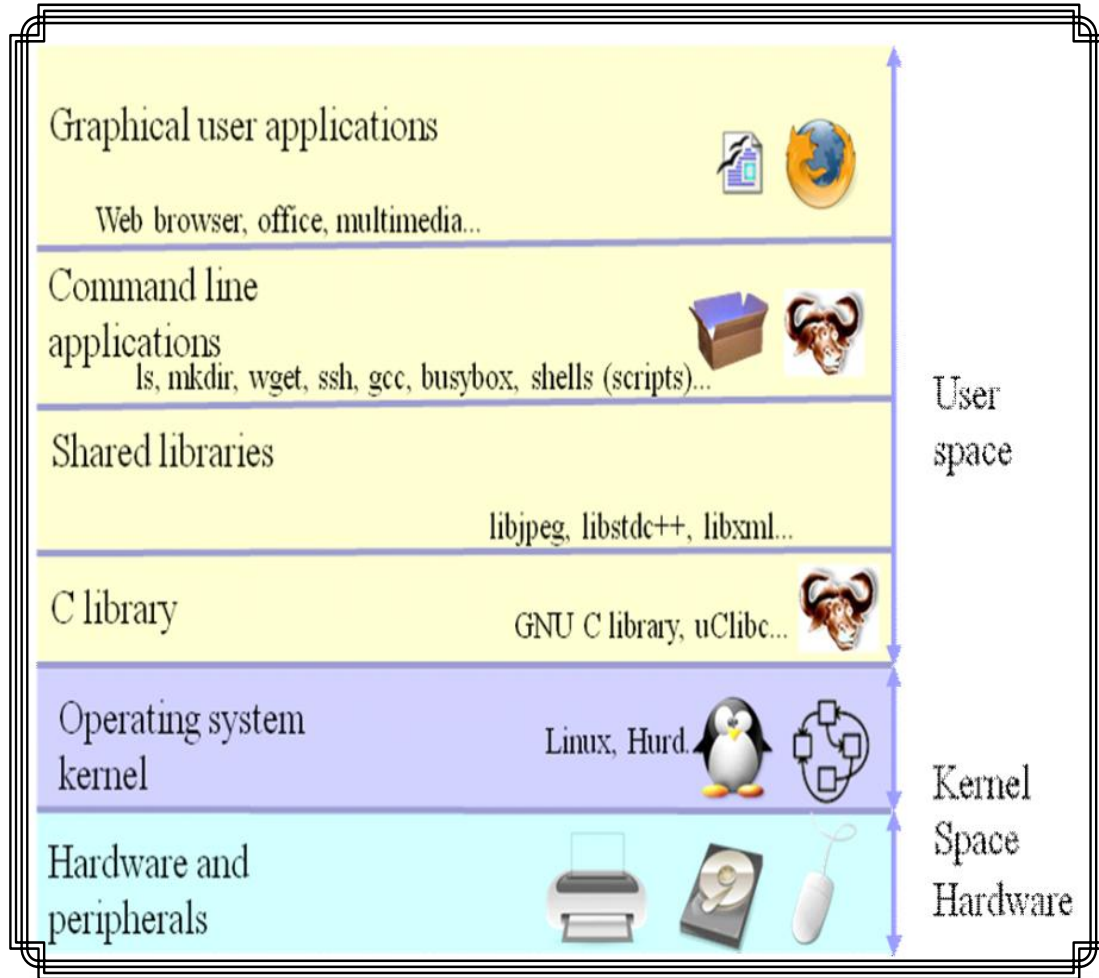 Graphical user applications
Web browser, office, multimedia...
Command line
applications
ls, mkdir, wget, ssh, gcc, busybox, shells (scripts)...
Shared libraries
libjpeg, libstdc++, libxml...
C library
GNU C library, uClibc...
User
space
Operating system
kernel
Linux, Hurd.
Kernel
Space
Hardware and
peripherals
Hardware